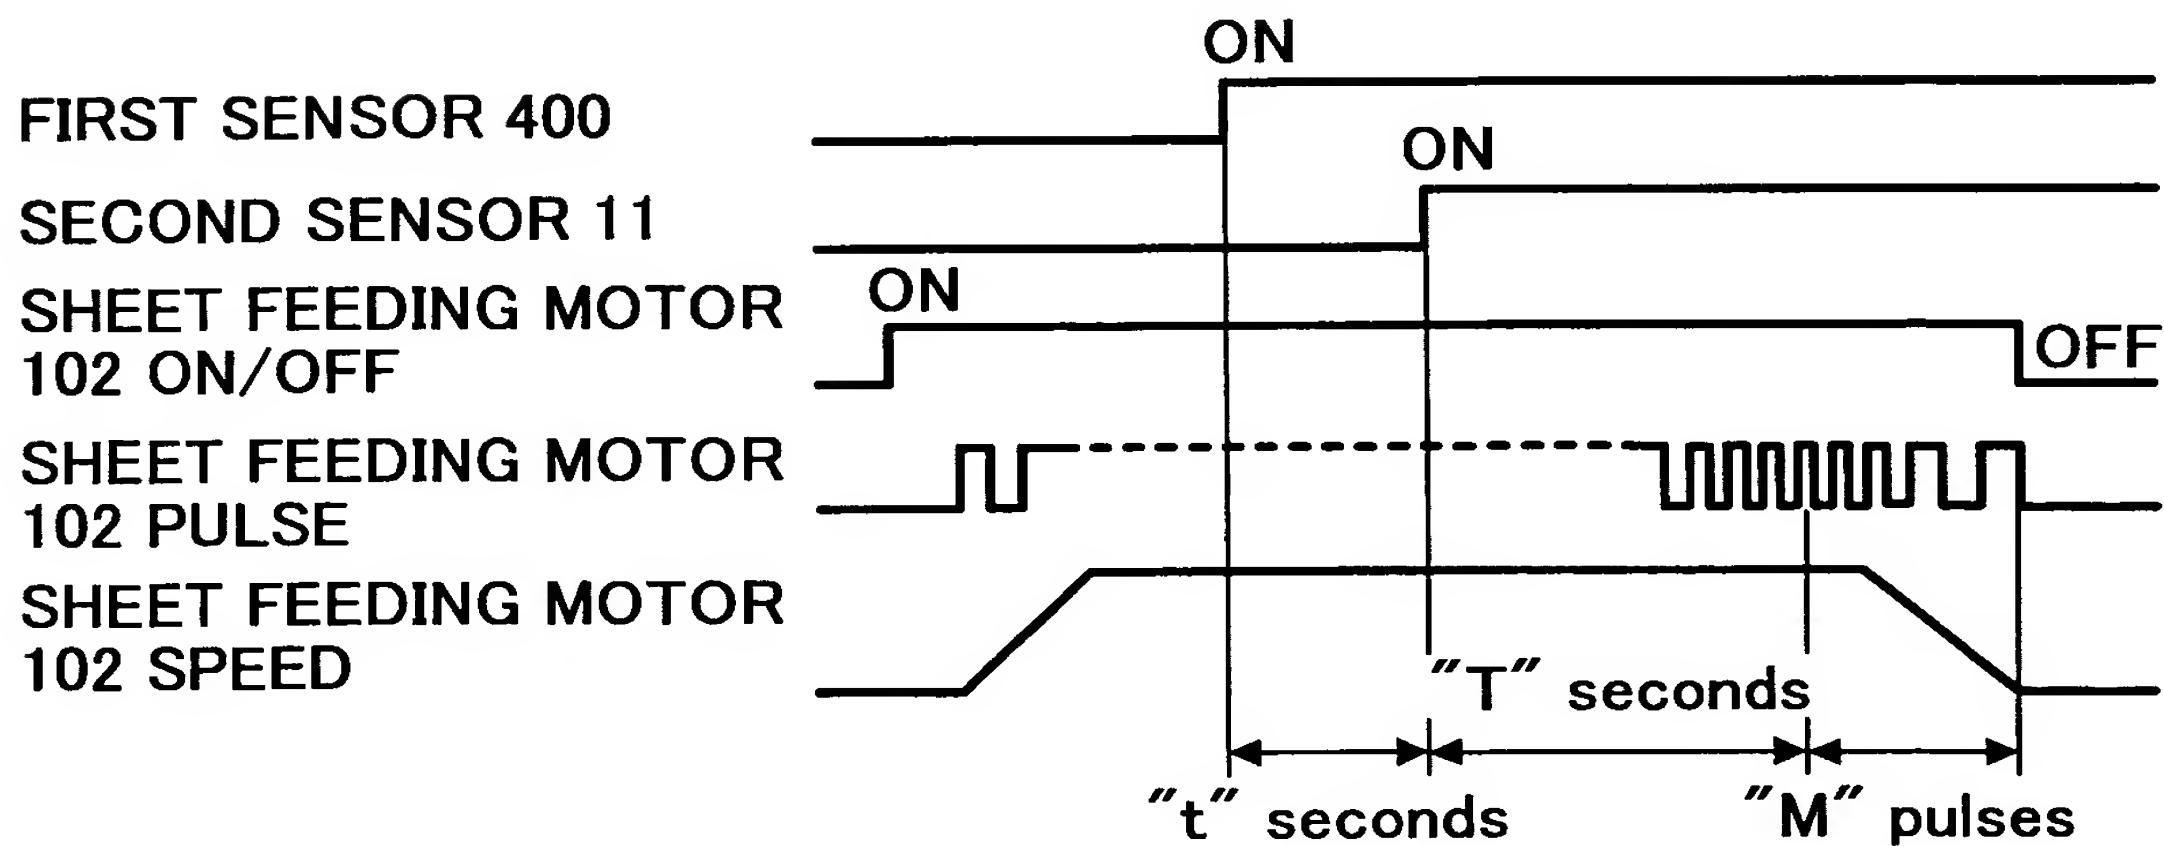 ON
FIRST SENSOR 400
ON
SECOND SENSOR 11
ON
SHEET FEEDING MOTOR
102 ON/OFF
OFF
SHEET FEEDING MOTOR
102 PULSE
SHEET FEEDING MOTOR
102 SPEED
"T" seconds
"t" seconds
"M" pulses